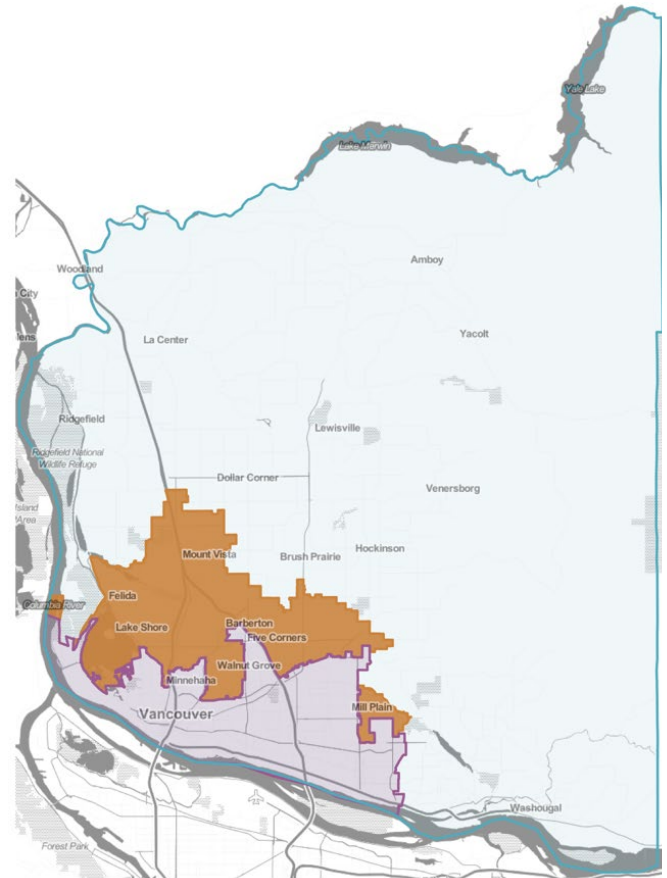 Yale Lake
Lake Merwin
Amboy
Woodland
City
Yacolt
lens
La Center
Ridgefield
Lewisville
Ridgefield National
Wildlife Refuge
Dollar Corner
Venersborg
Island
Area
Hockinson
Mount Vista
Brush Prairie
Felida
Columbia River
Lake Shore
Barberton
Five Corners
Walnut Grove
Minnehaha
Mill Plain
Vancouver
Washougal
Forest Park